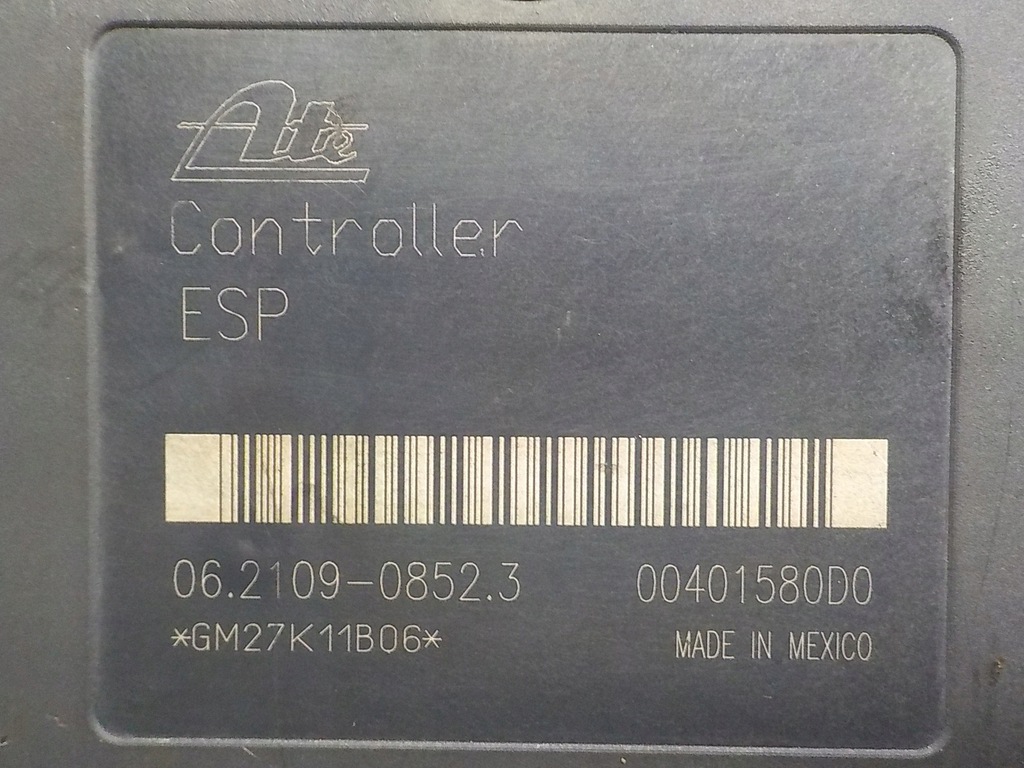 Ate
Controller
ESP
06.2109-0852.3 00401580D0
*GM27K11B06* MADE IN MEXICO